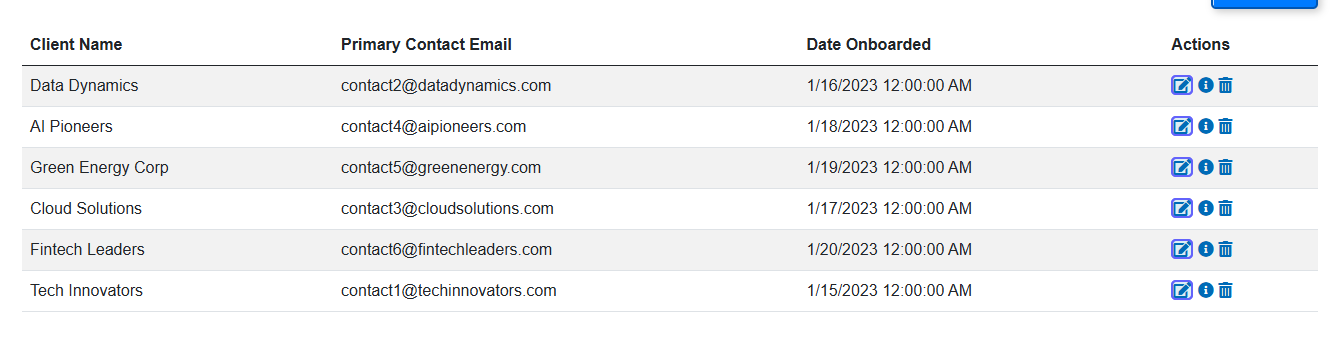 Client Name Primary Contact Email Date Onboarded Actions
Data Dynamics contact2@datadynamics.com 1/16/2023 12:00:00 AM
AI Pioneers contact4@aipioneers.com 1/18/2023 12:00:00 AM
Green Energy Corp contact5@greenenergy.com 1/19/2023 12:00:00 AM
Cloud Solutions contact3@cloudsolutions.com 1/17/2023 12:00:00 AM
Fintech Leaders contact6@fintechleaders.com 1/20/2023 12:00:00 AM
Tech Innovators contact1@techinnovators.com 1/15/2023 12:00:00 AM